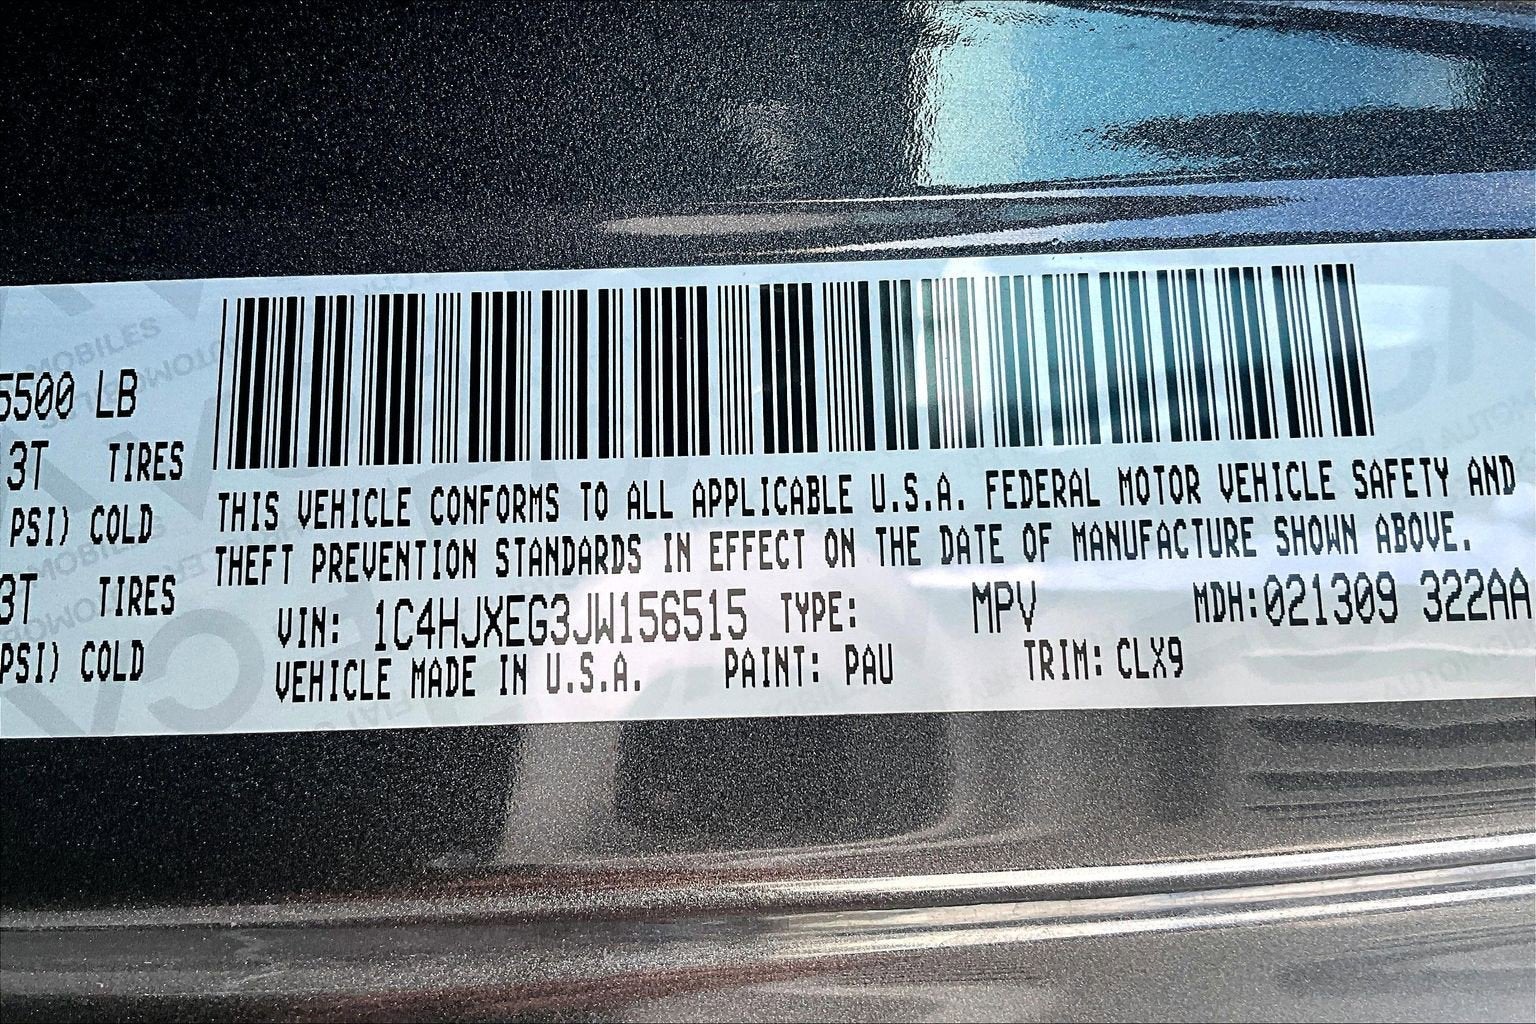 5500 LB
3T TIRES
PSI) COLD
3T TIRES
PSI) COLD
THIS VEHICLE CONFORMS TO ALL APPLICABLE U.S.A. FEDERAL MOTOR VEHICLE SAFETY AND
THEFT PREVENTION STANDARDS IN EFFECT ON THE DATE OF MANUFACTURE SHOWN ABOVE.
VIN: 1C4HJXEG3JW156515 TYPE: MPV MDH:021309 322AA
VEHICLE MADE IN U.S.A. PAINT: PAU TRIM: CLX9